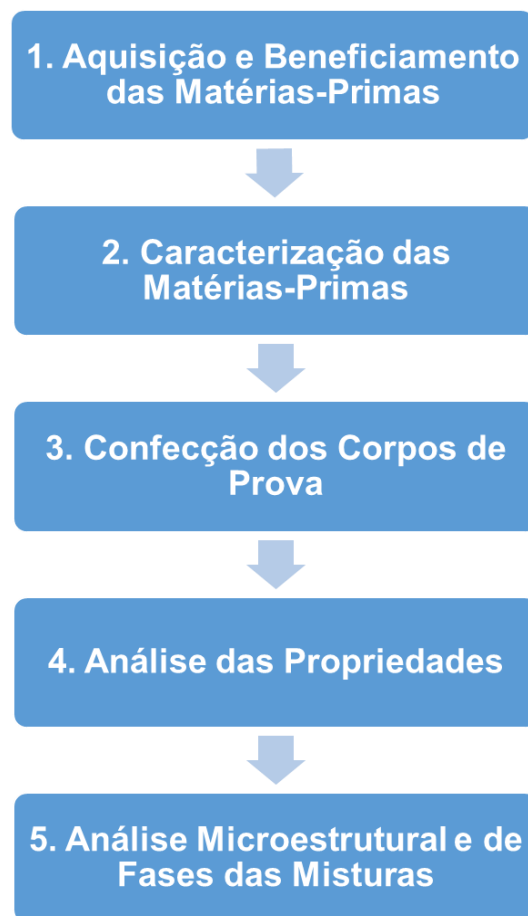 1. Aquisição e Beneficiamento
das Matérias-Primas
2. Caracterização das
Matérias-Primas
3. Confecção dos Corpos de
Prova
4. Análise das Propriedades
5. Análise Microestrutural e de
Fases das Misturas